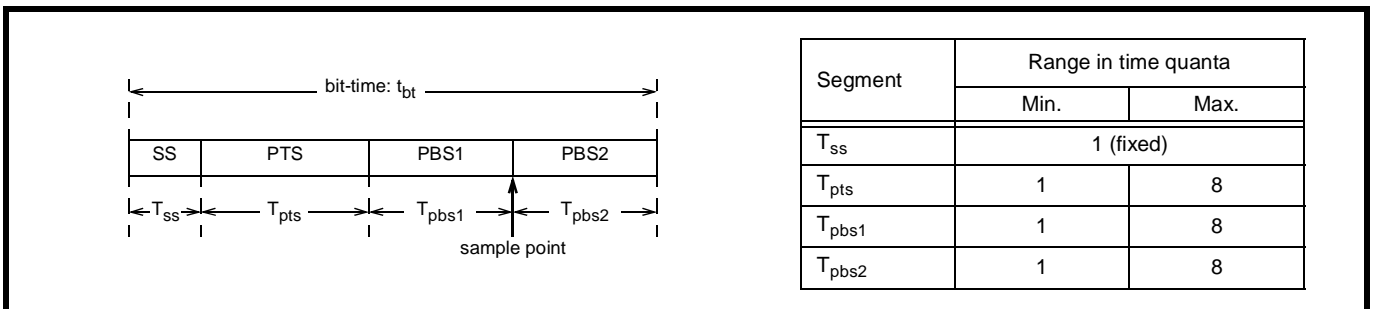 bit-time: t_bt
SS PTS PBS1 PBS2
T_ss T_pts T_pbs1 T_pbs2
sample point
Segment Range in time quanta
Min. Max.
T_ss 1 (fixed)
T_pts 1 8
T_pbs1 1 8
T_pbs2 1 8